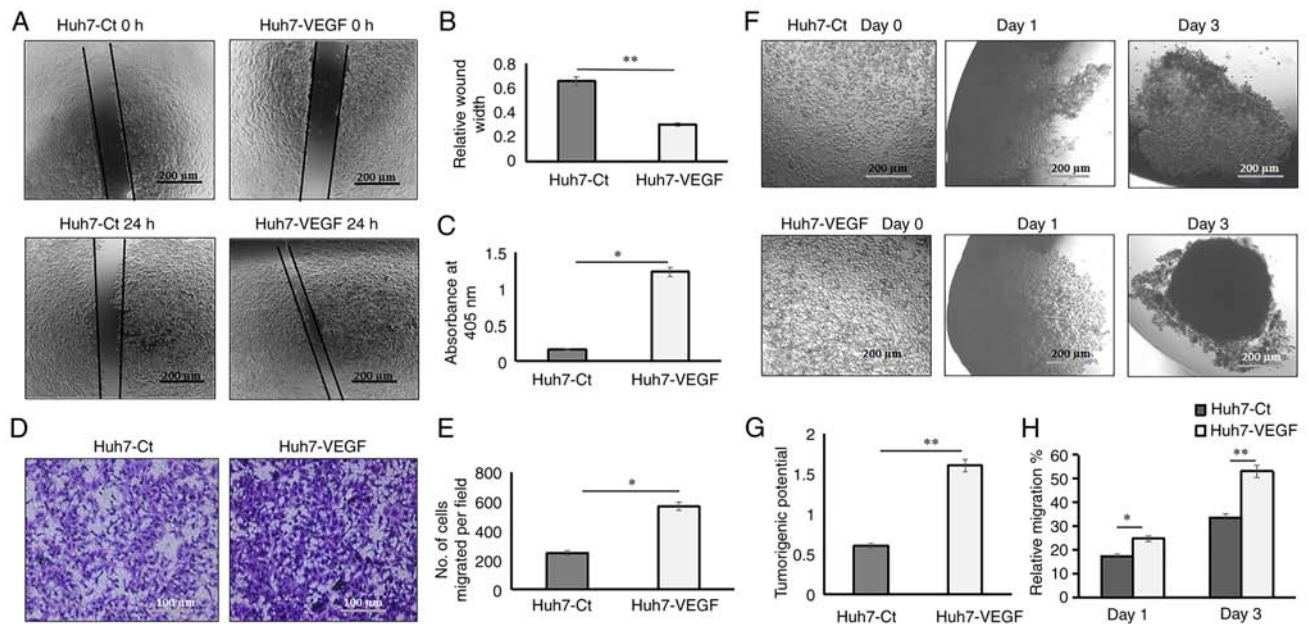 A
Huh7-Ct 0 h
Huh7-VEGF 0 h
200 µm
200 µm
Huh7-Ct 24 h
Huh7-VEGF 24 h
200 µm
200 µm
B
Relative wound
width
0.8
0.6
0.4
0.2
0
**
Huh7-Ct
Huh7-VEGF
C
Absorbance at
405 nm
1.5
1
0.5
0
*
Huh7-Ct
Huh7-VEGF
D
Huh7-Ct
Huh7-VEGF
100 µm
100 µm
E
No. of cells
migrated per field
800
600
400
200
0
*
Huh7-Ct
Huh7-VEGF
F
Huh7-Ct Day 0
Day 1
Day 3
200 µm
200 µm
200 µm
Huh7-VEGF Day 0
Day 1
Day 3
200 µm
200 µm
200 µm
G
Tumorigenic potential
2
1.5
1
0.5
0
**
Huh7-Ct
Huh7-VEGF
H
Huh7-Ct
Huh7-VEGF
Relative migration %
60
50
40
30
20
10
0
*
**
Day 1
Day 3